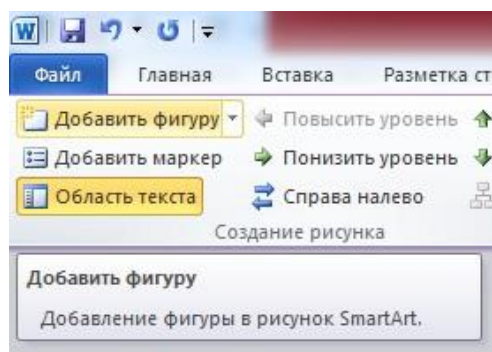 W
Файл Главная Вставка Разметка ст
Добавить фигуру Повысить уровень
Добавить маркер Понизить уровень
Область текста Справа налево
Создание рисунка
Добавить фигуру
Добавление фигуры в рисунок SmartArt.